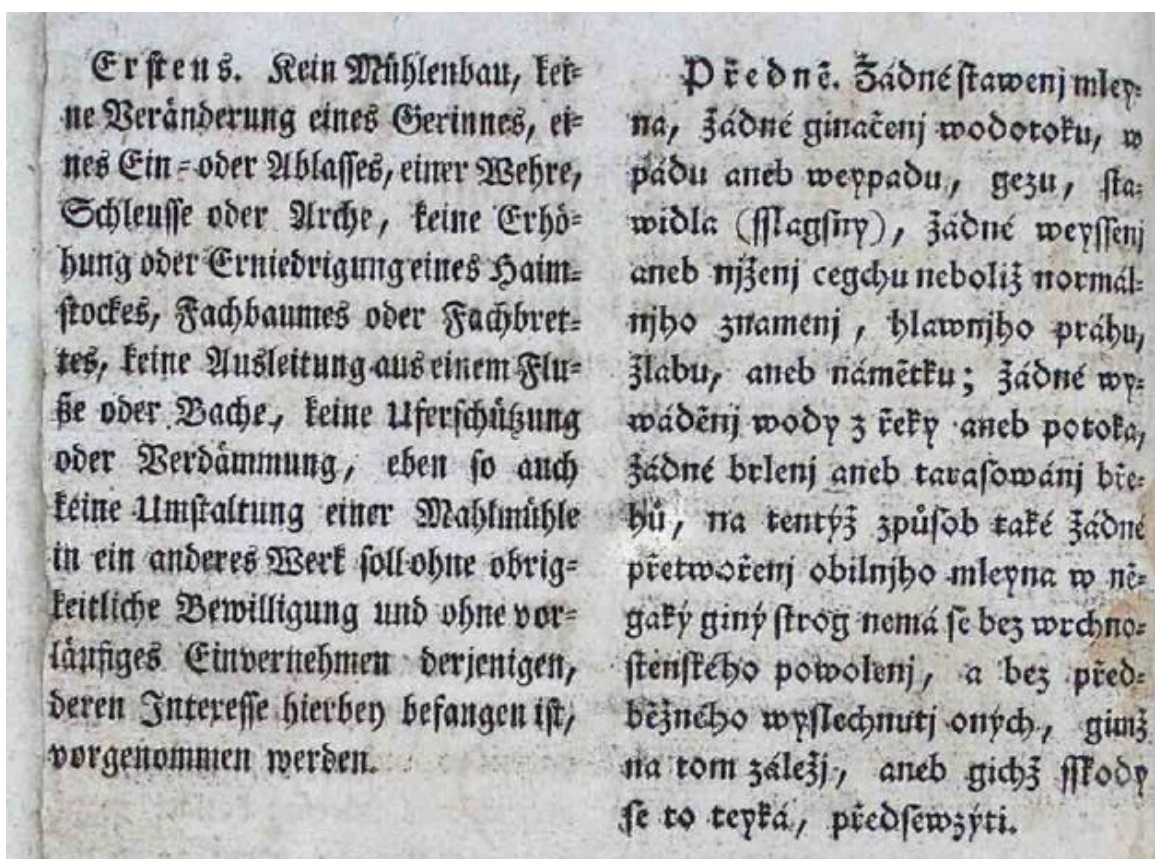 Erstens. Kein Mühlenbau, kei=
ne Veränderung eines Gerinnes, ei=
nes Ein= oder Ablasses, einer Wehre,
Schleusse oder Arche, keine Erhö=
hung oder Erniedrigung eines Haim=
stockes, Fachbaumes oder Fachbret=
tes, keine Ausleitung aus einem Flu=
ße oder Bache, keine Uferschützung
oder Verdämmung, eben so auch
keine Umstaltung einer Mahlmühle
in ein anderes Werk soll ohne obrig=
keitliche Bewilligung und ohne vor=
läufiges Einvernehmen derjenigen,
deren Interesse hierbey befangen ist,
vorgenommen werden.
Předně. Žádné stawenj mley=
na, žádné ginačenj wodotoku, w
pádu aneb weypadu, gezu, sta=
widla (sslagsny), žádné weyssenj
aneb njženj cegchu neboliž normál=
njho znamenj, hlawnjho práhu,
žlabu, aneb námětku; žádné wy=
wáděnj wody z řeky aneb potoka,
žádné brlenj aneb tarasowánj bře=
hů, na tentýž způsob také žádné
přetwořenj obilnjho mleyna w ně=
gaký giný strog nemá se bez wrchno=
stenského powolenj, a bez před=
běžného wyslechnutj oných, gimž
na tom záležj, aneb gichž sskody
se to teyká, předsewzýti.